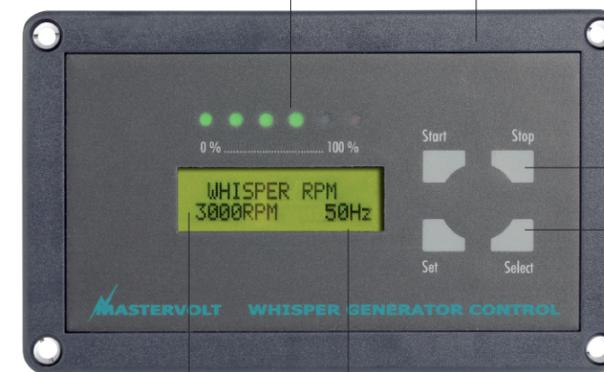 Start Stop
0 % ........................ 100 %
WHISPER RPM
3000RPM 50Hz
Set Select
MASTERVOLT WHISPER GENERATOR CONTROL